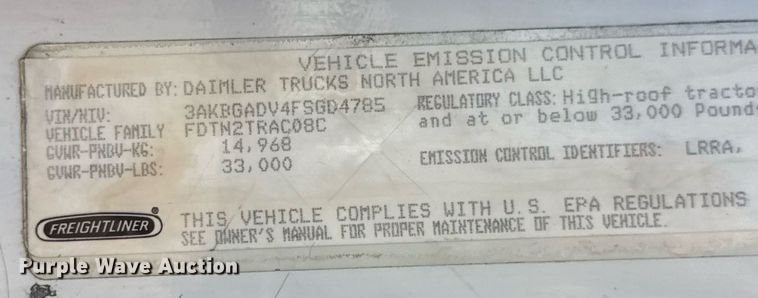 VEHICLE EMISSION CONTROL INFORMA
MANUFACTURED BY: DAIMLER TRUCKS NORTH AMERICA LLC
VIN/NIV: 3AKBGADV4FSGD4785 REGULATORY CLASS: High-roof tracto
VEHICLE FAMILY FDTN2TRAC08C and at or below 33,000 Pound
GVWR-PNBV-KG: 14,968
GVWR-PNBV-LBS: 33,000 EMISSION CONTROL IDENTIFIERS: LRRA,
FREIGHTLINER®
THIS VEHICLE COMPLIES WITH U.S. EPA REGULATIONS
SEE OWNER'S MANUAL FOR PROPER MAINTENANCE OF THIS VEHICLE.
Purple Wave Auction